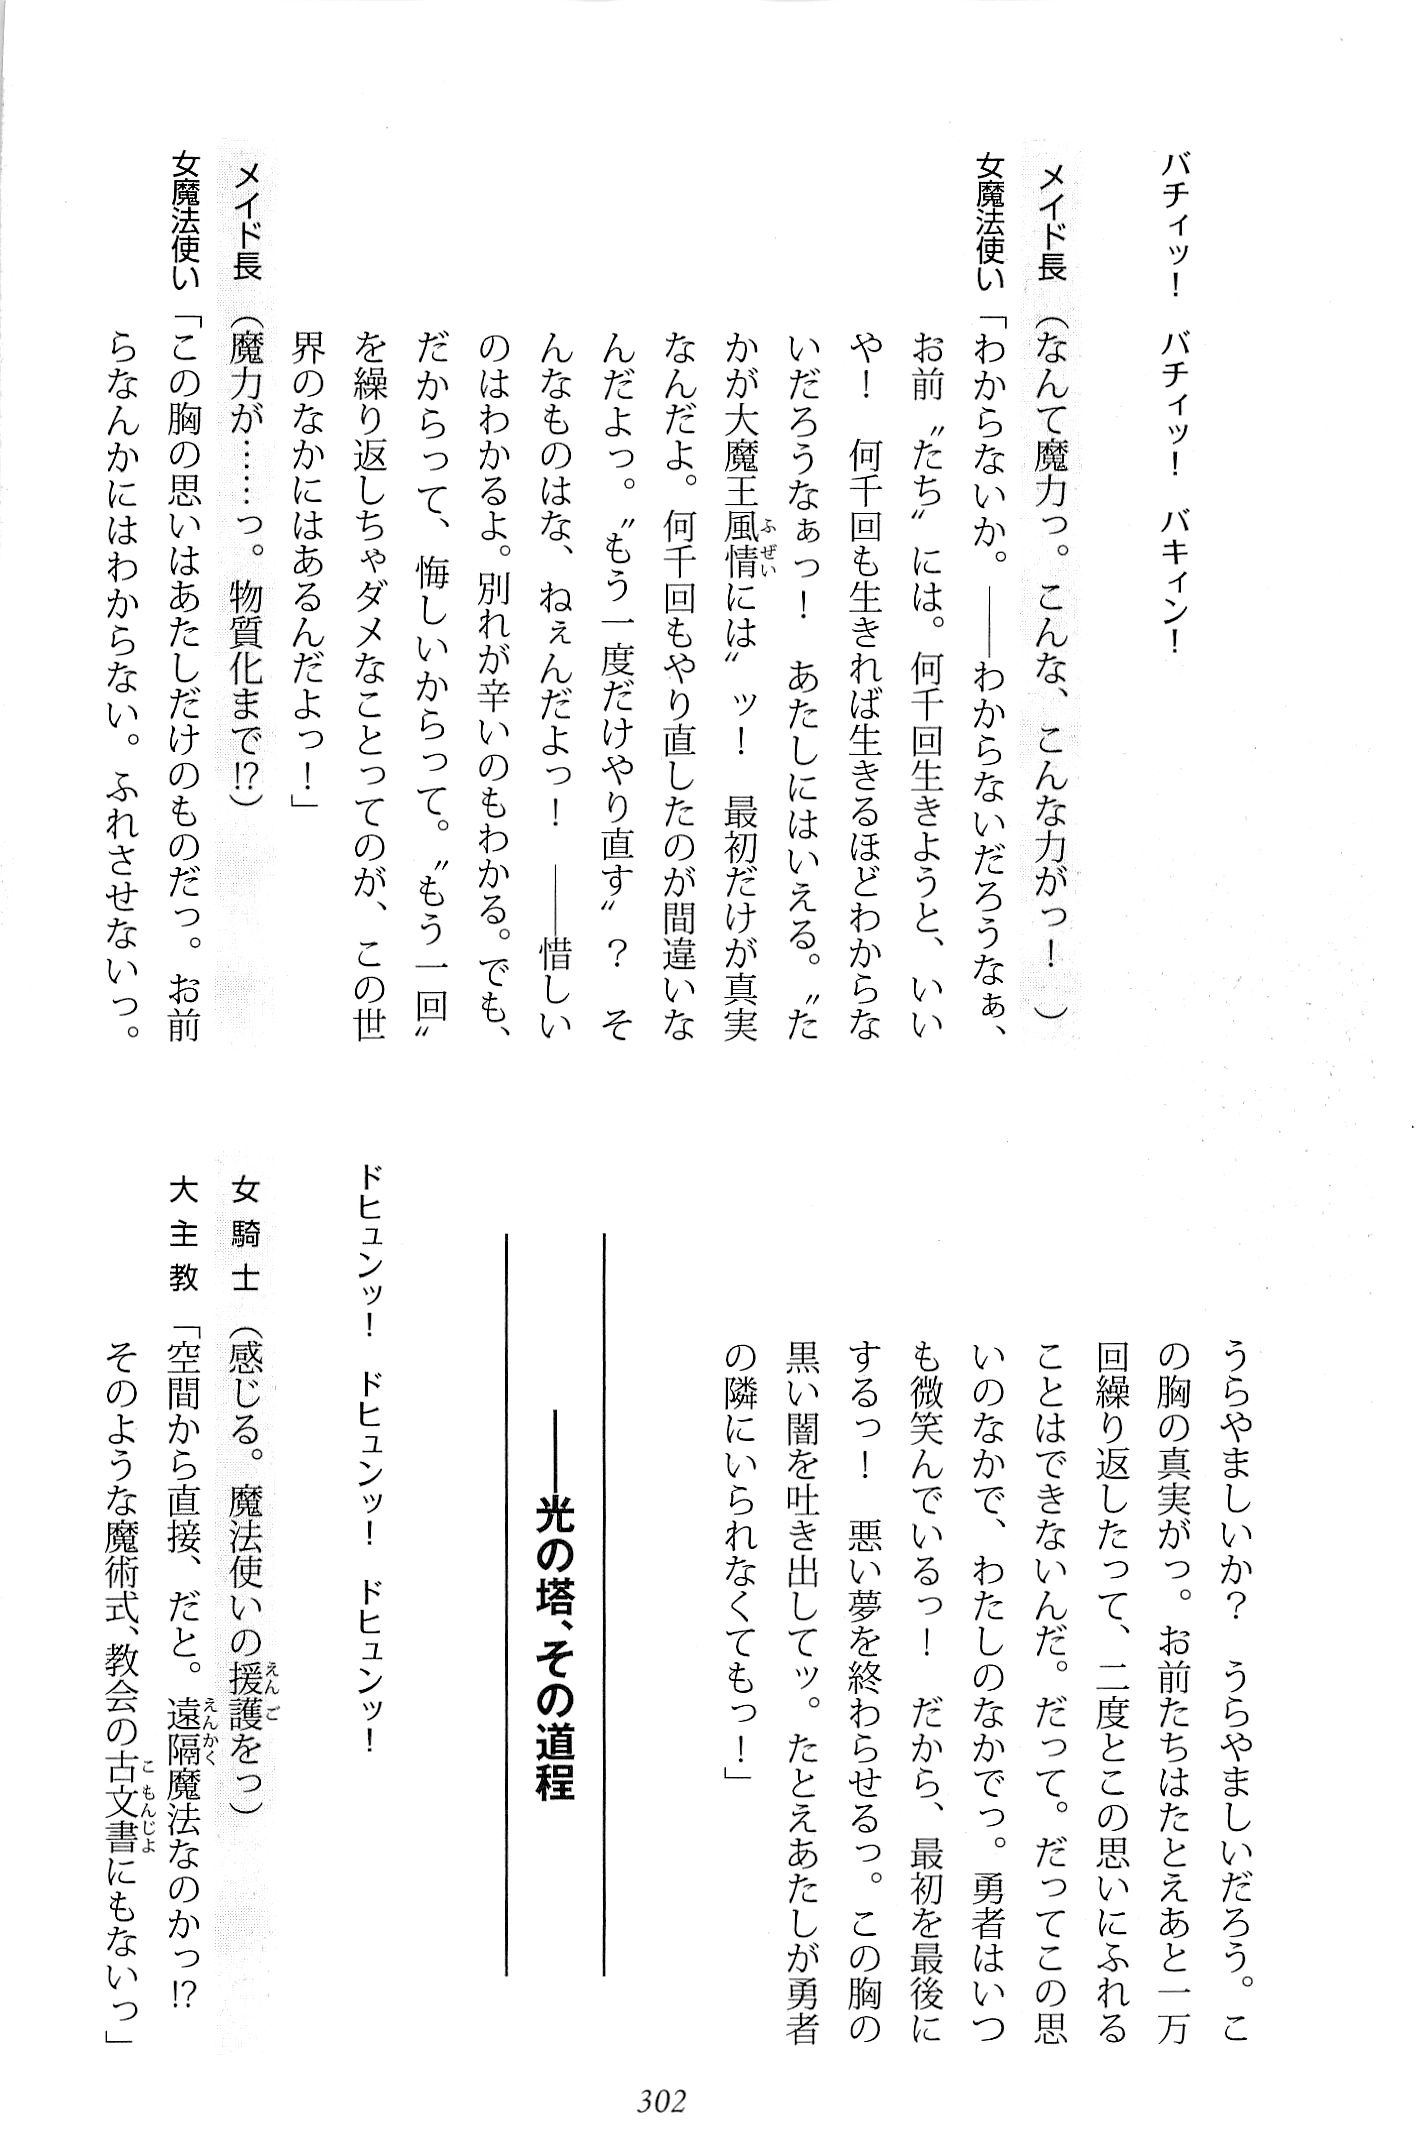 バチィッ！　バチィッ！　バキィン！
メイド長（なんて魔力っ。こんな、こんな力がっ！　）
女魔法使い「わからないか。――わからないだろうなぁ、
お前〝たち〟には。何千回生きようと、いい
や！　何千回も生きれば生きるほどわからな
いだろうなぁっ！　あたしにはいえる。〝た
かが大魔王風情には〟ッ！　最初だけが真実
なんだよ。何千回もやり直したのが間違いな
んだよっ。〝もう一度だけやり直す〟？　そ
んなものはな、ねぇんだよっ！　――惜しい
のはわかるよ。別れが辛いのもわかる。でも、
だからって、悔しいからって。〝もう一回〟
を繰り返しちゃダメなことってのが、この世
界のなかにはあるんだよっ！」
メイド長（魔力が……っ。物質化まで!?）
女魔法使い「この胸の思いはあたしだけのものだっ。お前
らなんかにはわからない。ふれさせないっ。
うらやましいか？　うらやましいだろう。こ
の胸の真実がっ。お前たちはたとえあと一万
回繰り返したって、二度とこの思いにふれる
ことはできないんだ。だって。だってこの思
いのなかで、わたしのなかでっ。勇者はいつ
も微笑んでいるっ！　だから、最初を最後に
するっ！　悪い夢を終わらせるっ。この胸の
黒い闇を吐き出してッ。たとえあたしが勇者
の隣にいられなくてもっ！」
――光の塔、その道程
ドヒュンッ！　ドヒュンッ！　ドヒュンッ！
女騎士（感じる。魔法使いの援護をっ）
大主教「空間から直接、だと。遠隔魔法なのかっ!?
そのような魔術式、教会の古文書にもないっ」
302